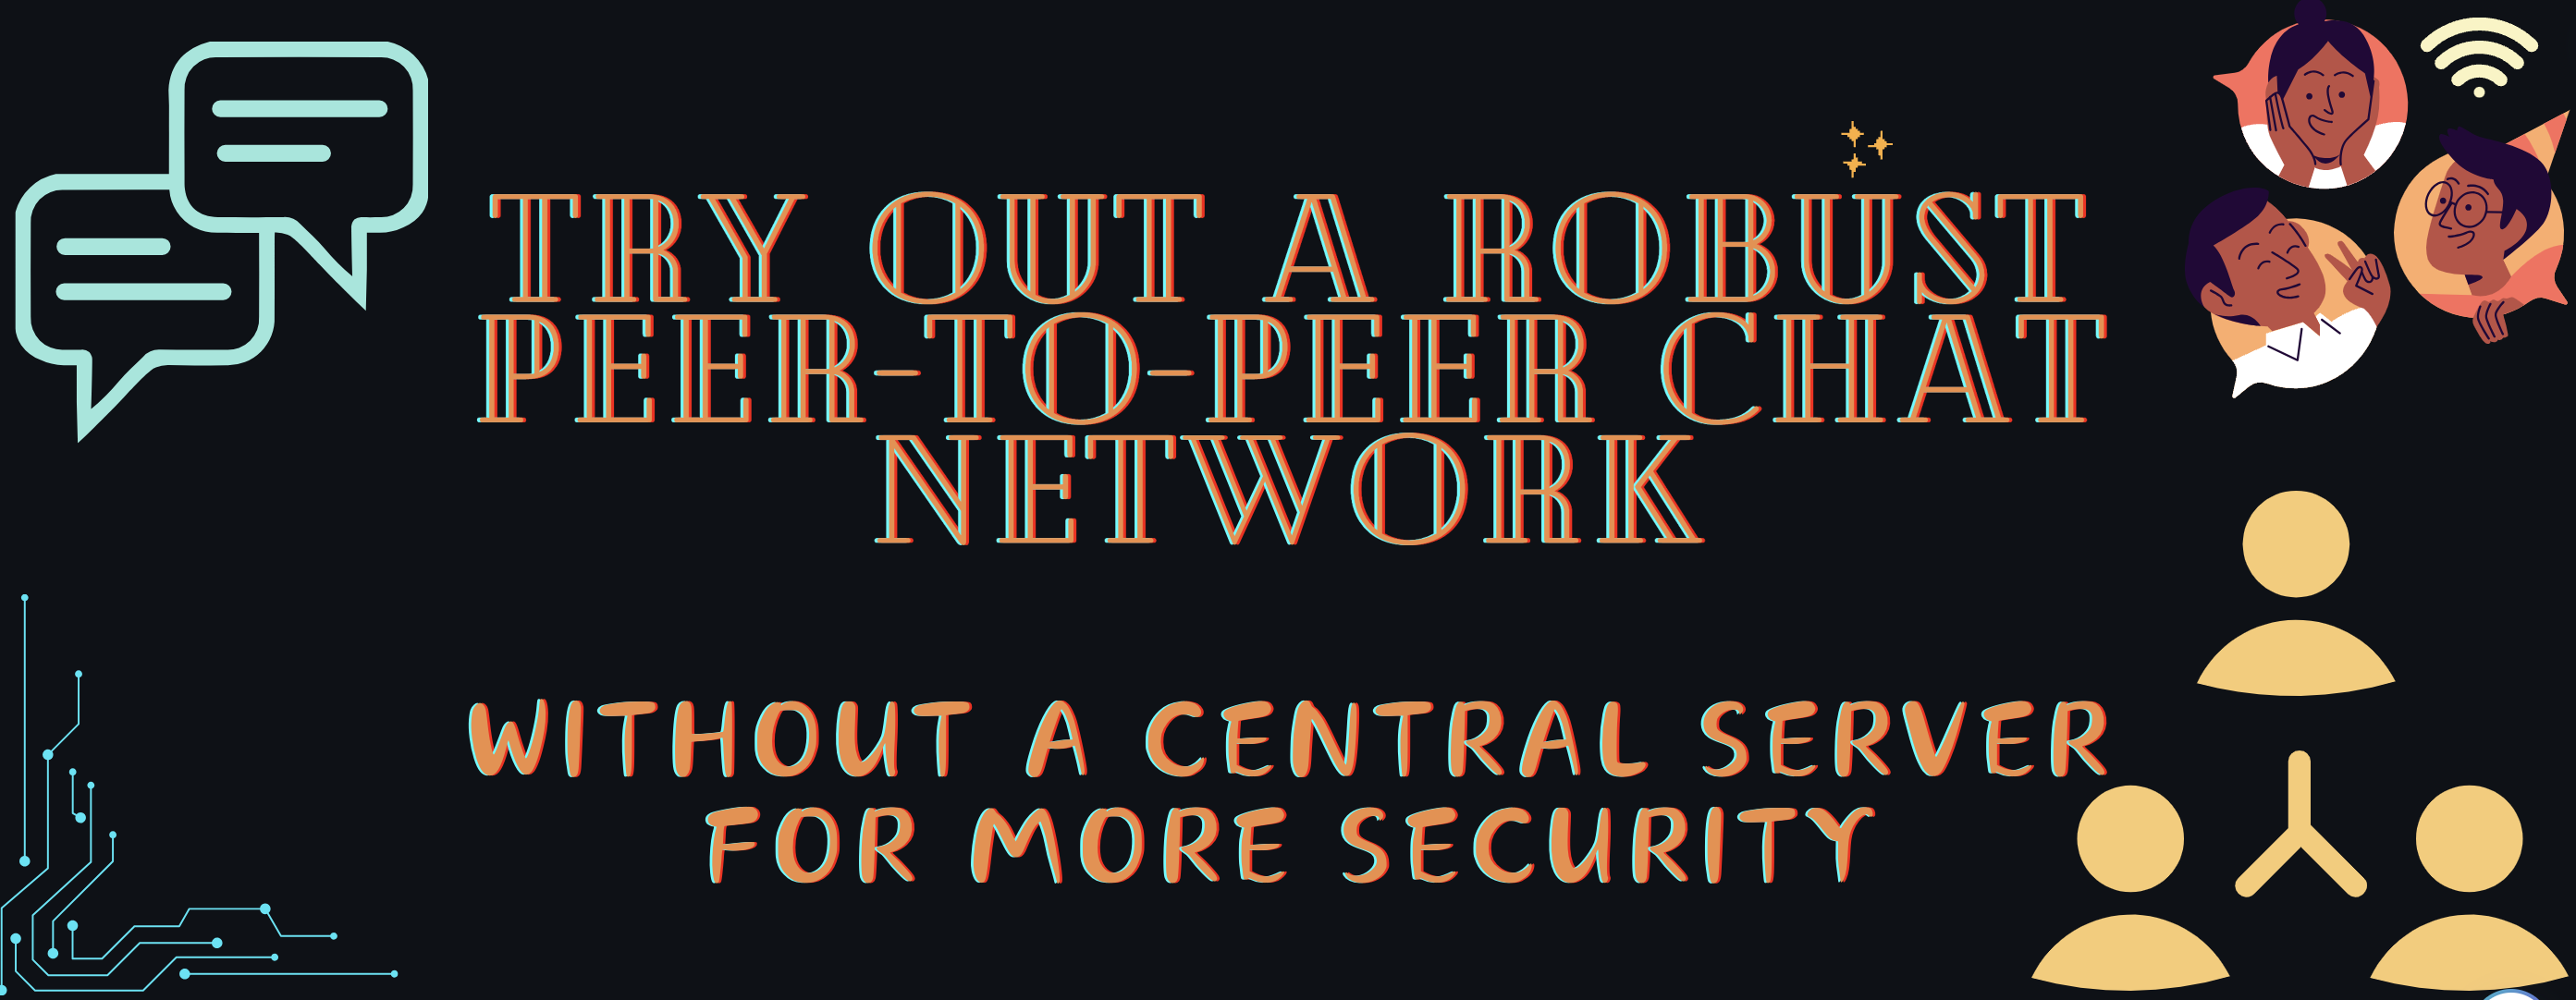 TRY OUT A ROBUST
PEER-TO-PEER CHAT
NETWORK
WITHOUT A CENTRAL SERVER
FOR MORE SECURITY